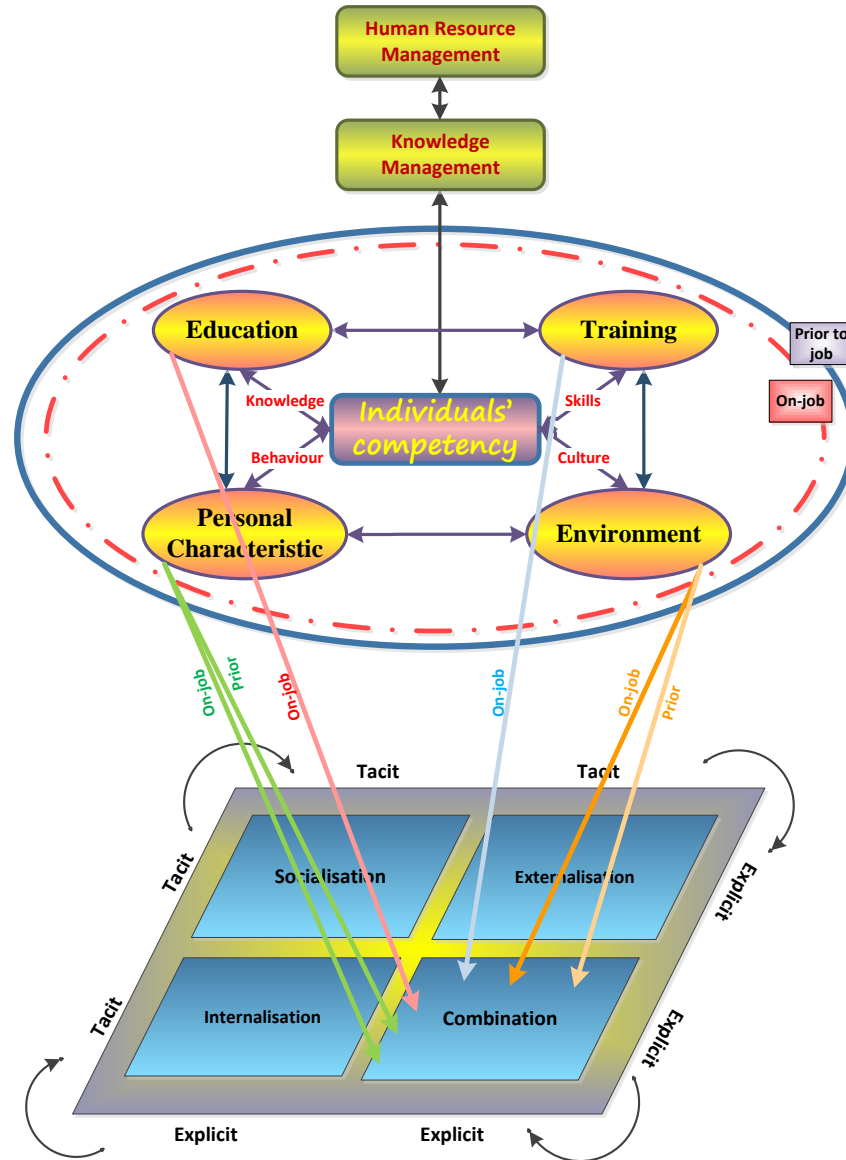 Human Resource
Management
Knowledge
Management
Education
Training
Prior to
job
On-job
Knowledge
Skills
Individuals'
competency
Behaviour
Culture
Personal
Characteristic
Environment
On-job
Prior
On-job
On-job
On-job
Prior
Tacit
Tacit
Tacit
Socialisation
Externalisation
Explicit
Tacit
Internalisation
Combination
Explicit
Explicit
Explicit